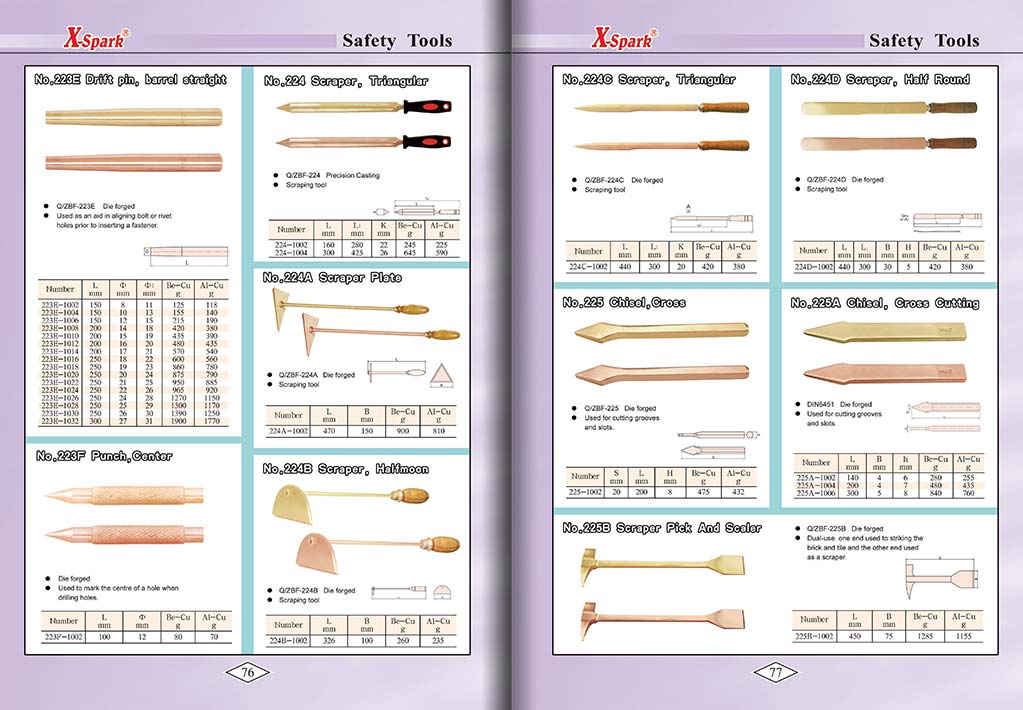 X-Spark®
Safety Tools
No.223E Drift pin, barrel straight
Q/ZBF-223E Die forged
Used as an aid in aligning bolt or rivet
holes prior to inserting a fastener.
L
Number L Φ Φ1 Be-Cu Al-Cu
mm mm mm g g
223E-1002 150 8 11 125 118
223E-1004 150 10 13 155 140
223E-1006 150 12 15 215 190
223E-1008 200 14 18 420 380
223E-1010 200 15 19 435 390
223E-1012 200 16 20 480 435
223E-1014 200 17 21 570 540
223E-1016 250 18 22 600 560
223E-1018 250 19 23 860 780
223E-1020 250 20 24 875 790
223E-1022 250 21 25 950 885
223E-1024 250 22 26 965 920
223E-1026 250 24 28 1270 1150
223E-1028 250 25 29 1300 1170
223E-1030 250 26 30 1390 1250
223E-1032 300 27 31 1900 1770
No.223F Punch,Center
Die forged
Used to mark the centre of a hole when
drilling holes.
Number L Φ Be-Cu Al-Cu
mm mm g g
223F-1002 100 12 80 70
No.224 Scraper, Triangular
Q/ZBF-224 Precision Casting
Scraping tool
Number L L1 K Be-Cu Al-Cu
mm mm mm g g
224-1002 160 280 22 245 225
224-1004 300 425 26 645 590
No.224A Scraper Plate
Q/ZBF-224A Die forged
Scraping tool
L
Number L B Be-Cu Al-Cu
mm mm g g
224A-1002 470 150 900 810
No.224B Scraper, Halfmoon
Q/ZBF-224B Die forged
Scraping tool
Number L B Be-Cu Al-Cu
mm mm g g
224B-1002 326 100 260 235
76
X-Spark®
Safety Tools
No.224C Scraper, Triangular
Q/ZBF-224C Die forged
Scraping tool
Number L L1 K Be-Cu Al-Cu
mm mm mm g g
224C-1002 440 300 20 420 380
No.224D Scraper, Half Round
Q/ZBF-224D Die forged
Scraping tool
Number L L1 B H Be-Cu Al-Cu
mm mm mm mm g g
224D-1002 440 300 30 5 420 380
No.225 Chisel,Cross
Q/ZBF-225 Die forged
Used for cutting grooves
and slots.
Number S L H Be-Cu Al-Cu
mm mm mm g g
225-1002 20 200 8 475 432
No.225A Chisel, Cross Cutting
DIN6451 Die forged
Used for cutting grooves
and slots.
Number L B h Be-Cu Al-Cu
mm mm mm g g
225A-1002 140 4 6 280 255
225A-1004 200 4 7 480 435
225A-1006 300 5 8 840 760
No.225B Scraper Pick And Scaler
Q/ZBF-225B Die forged
Dual-use, one end used to striking the
brick and tile and the other end used
as a scraper.
Number L B Be-Cu Al-Cu
mm mm g g
225B-1002 450 75 1285 1155
77